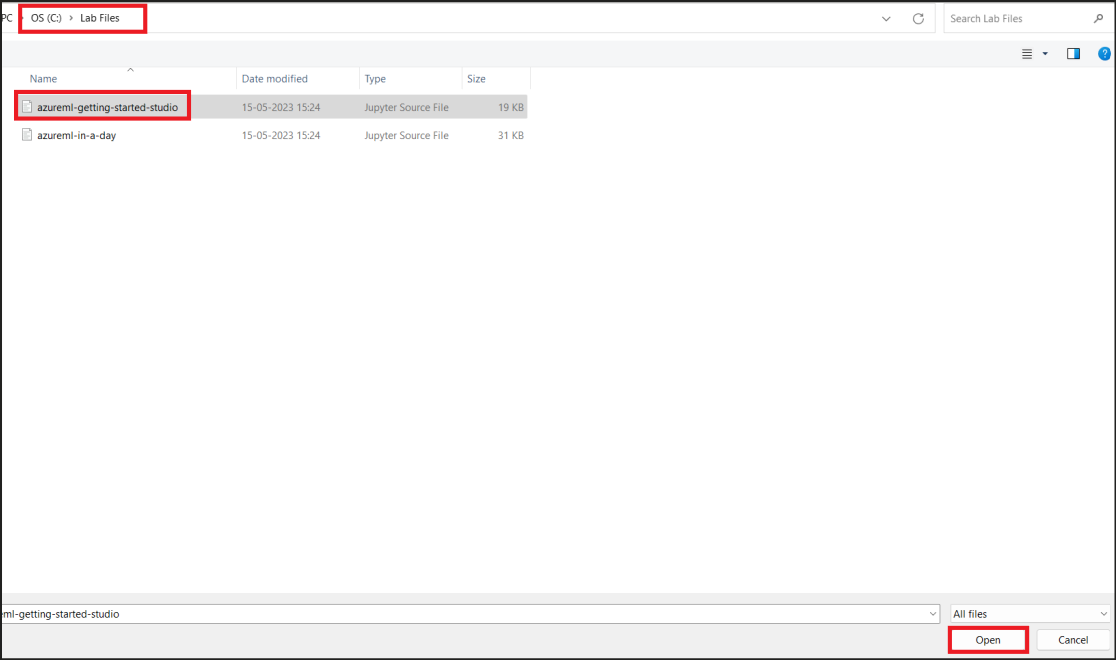 PC > OS (C:) > Lab Files Search Lab Files
?
Name Date modified Type Size
azureml-getting-started-studio 15-05-2023 15:24 Jupyter Source File 19 KB
azureml-in-a-day 15-05-2023 15:24 Jupyter Source File 31 KB
eml-getting-started-studio All files
Open Cancel